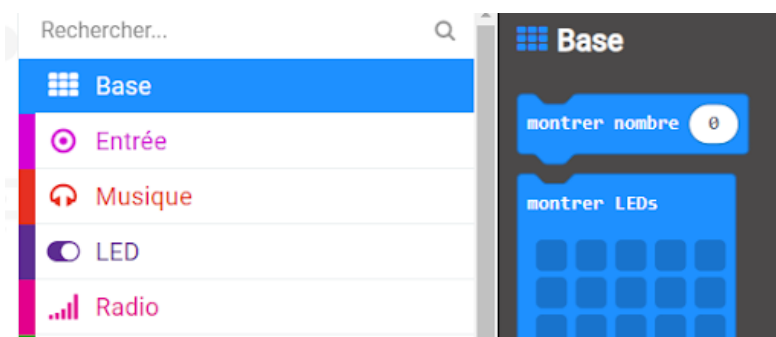 Rechercher...
Base
Entrée
Musique
LED
Radio
Base
montrer nombre 0
montrer LEDs